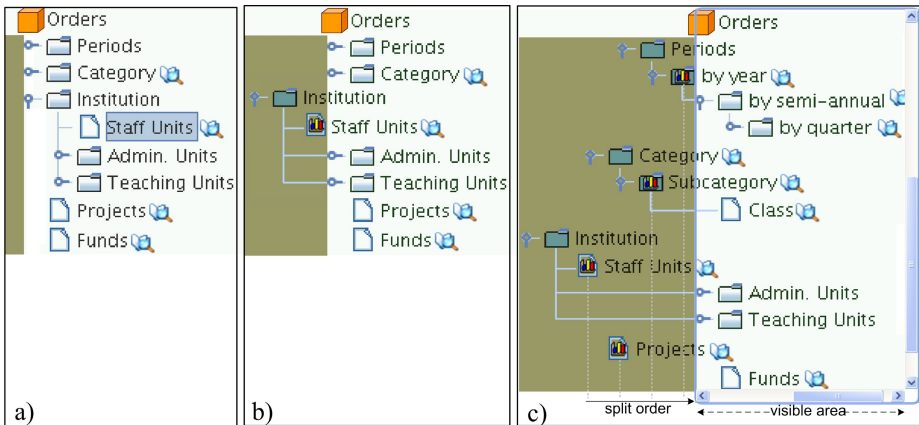 Orders
Periods
Category
Institution
Staff Units
Admin. Units
Teaching Units
Projects
Funds
a)
Orders
Periods
Category
Institution
Staff Units
Admin. Units
Teaching Units
Projects
Funds
b)
Orders
Periods
by year
by semi-annual
by quarter
Category
Subcategory
Class
Institution
Staff Units
Admin. Units
Teaching Units
Projects
Funds
c)
split order
visible area